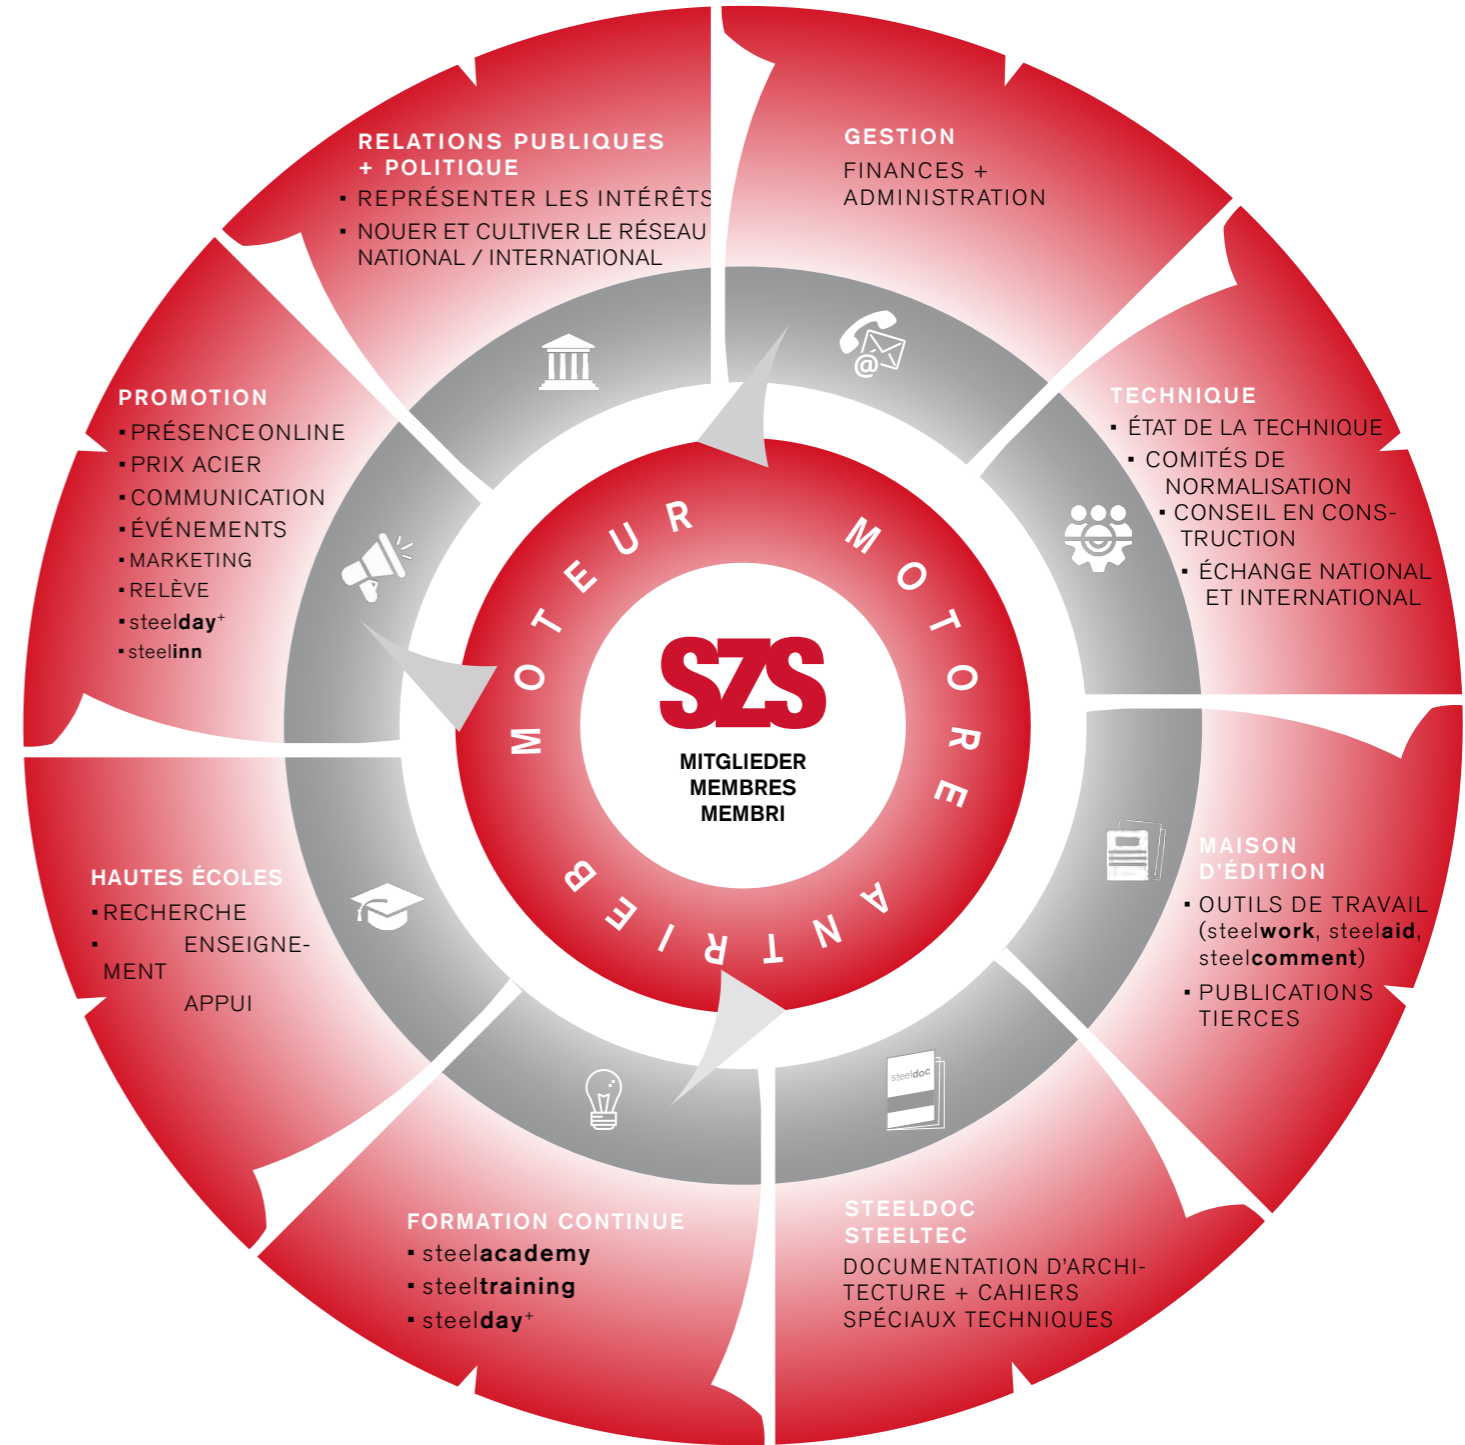 RELATIONS PUBLIQUES
+ POLITIQUE
▪ REPRÉSENTER LES INTÉRÊTS
▪ NOUER ET CULTIVER LE RÉSEAU
NATIONAL / INTERNATIONAL
GESTION
FINANCES +
ADMINISTRATION
TECHNIQUE
▪ ÉTAT DE LA TECHNIQUE
▪ COMITÉS DE
NORMALISATION
▪ CONSEIL EN CONS-
TRUCTION
▪ ÉCHANGE NATIONAL
ET INTERNATIONAL
MAISON
D'ÉDITION
▪ OUTILS DE TRAVAIL
(steelwork, steelaid,
steelcomment)
▪ PUBLICATIONS
TIERCES
STEELDOC
STEELTEC
DOCUMENTATION D'ARCHI-
TECTURE + CAHIERS
SPÉCIAUX TECHNIQUES
steeldoc
FORMATION CONTINUE
▪ steelacademy
▪ steeltraining
▪ steelday+
HAUTES ÉCOLES
▪ RECHERCHE
▪ ENSEIGNE-
MENT
APPUI
PROMOTION
▪ PRÉSENCE ONLINE
▪ PRIX ACIER
▪ COMMUNICATION
▪ ÉVÉNEMENTS
▪ MARKETING
▪ RELÈVE
▪ steelday+
▪ steelinn
@
MOTEUR
MOTORE
ANTRIEB
SZS
MITGLIEDER
MEMBRES
MEMBRI